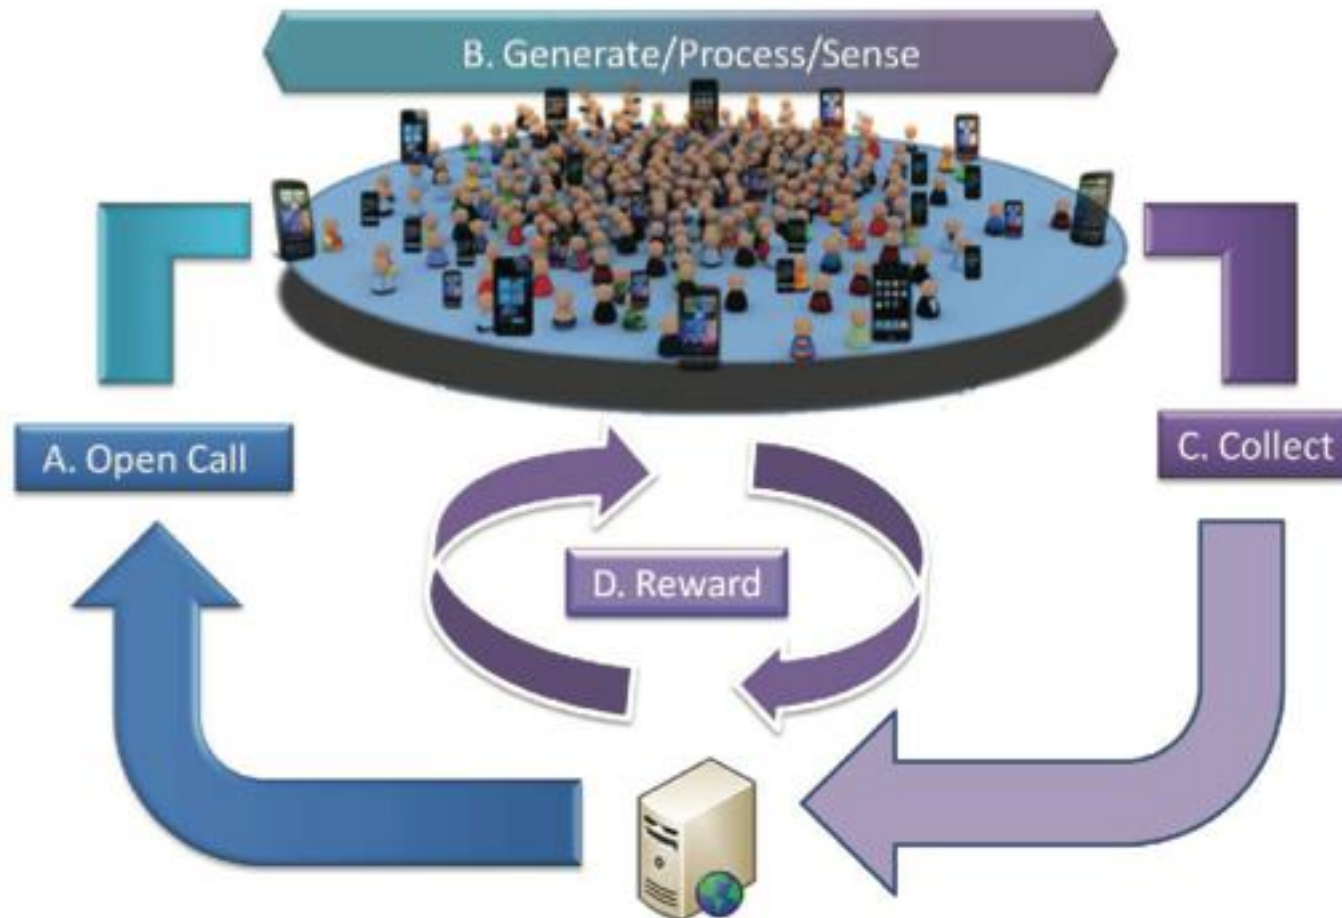 B. Generate/Process/Sense
A. Open Call
C. Collect
D. Reward